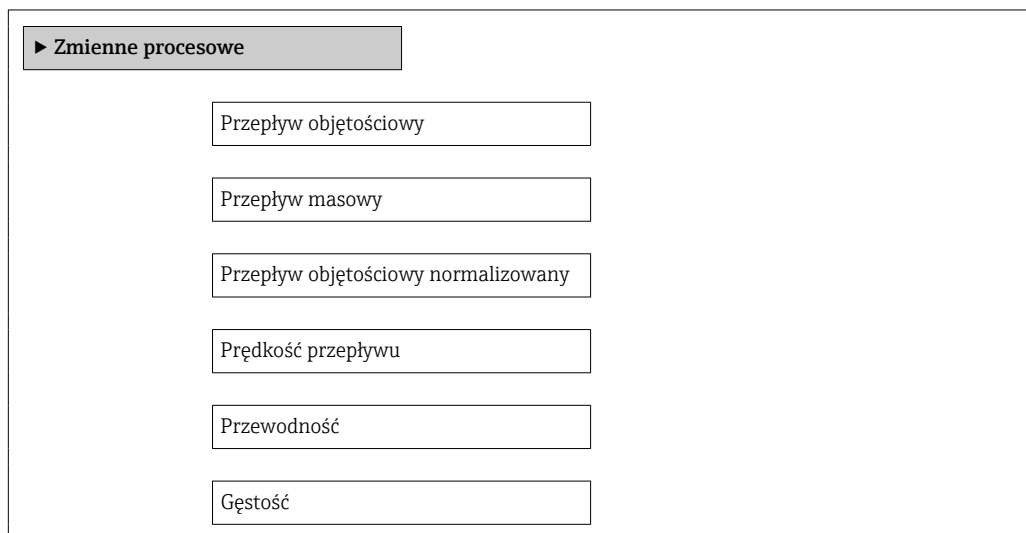 ▶ Zmienne procesowe
Przepływ objętościowy
Przepływ masowy
Przepływ objętościowy normalizowany
Prędkość przepływu
Przewodność
Gęstość